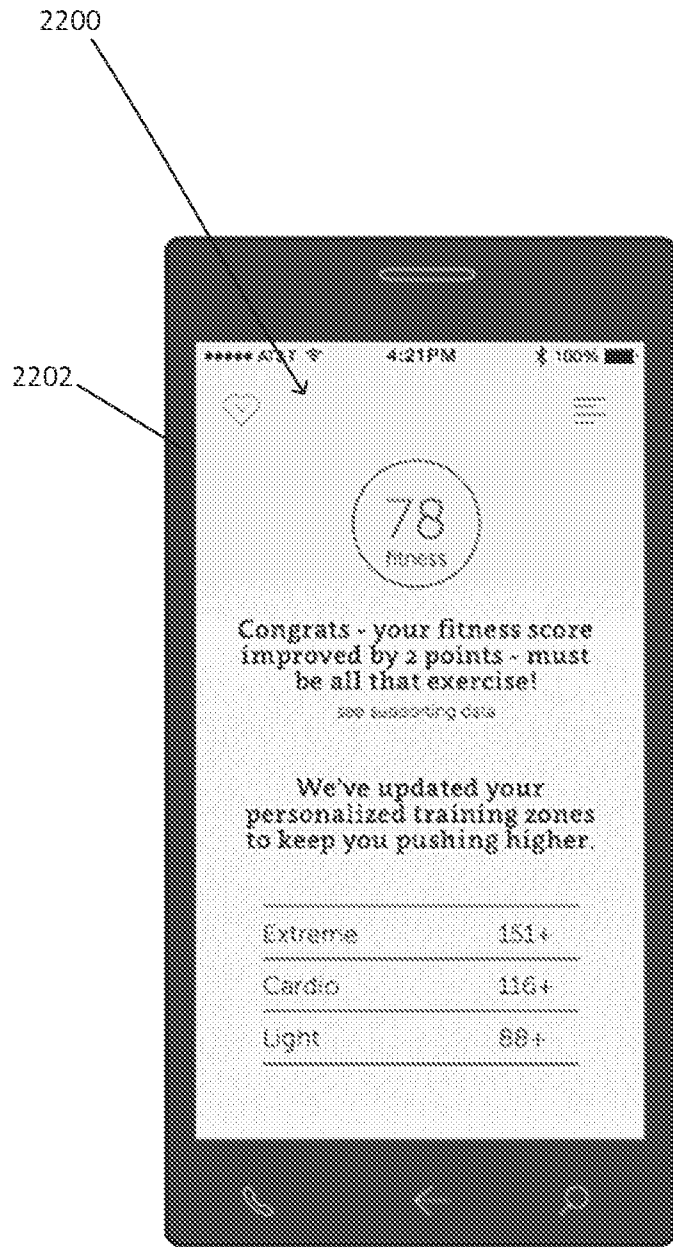 2200
2202
AT&T 4:21PM 100%
78
fitness
Congrats - your fitness score
improved by 2 points - must
be all that exercise!
see supporting data
We've updated your
personalized training zones
to keep you pushing higher.
Extreme 151+
Cardio 116+
Light 88+